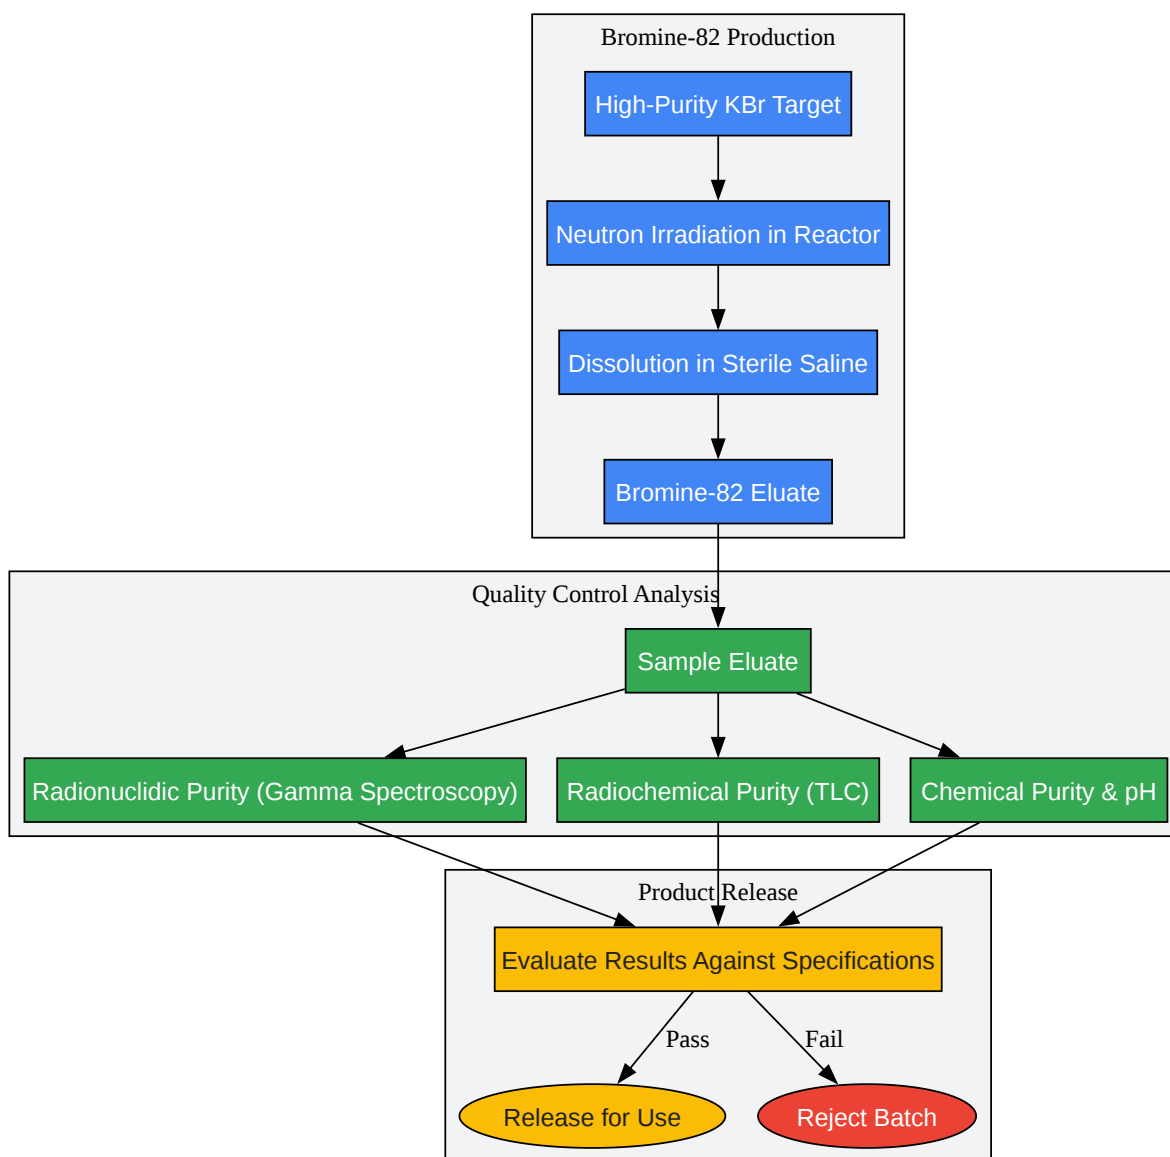 Bromine-82 Production
High-Purity KBr Target
Neutron Irradiation in Reactor
Dissolution in Sterile Saline
Bromine-82 Eluate
Quality Control Analysis
Sample Eluate
Radionuclidic Purity (Gamma Spectroscopy)
Radiochemical Purity (TLC)
Chemical Purity & pH
Product Release
Evaluate Results Against Specifications
Pass
Fail
Release for Use
Reject Batch